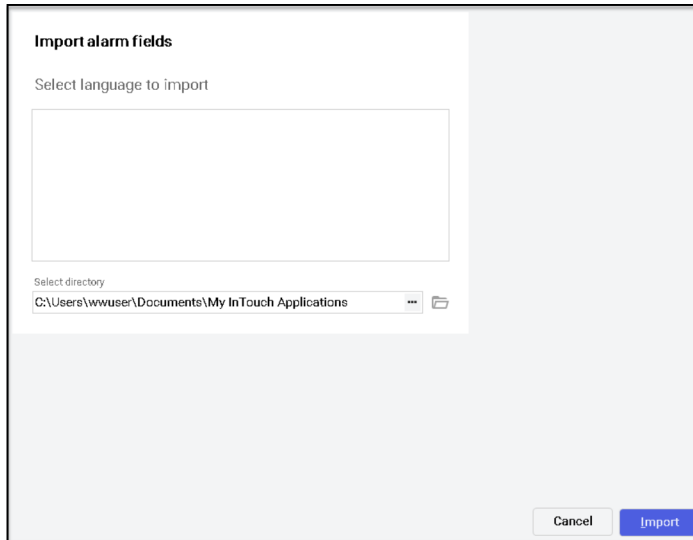 Import alarm fields
Select language to import
Select directory
C:\Users\wwuser\Documents\My InTouch Applications ...
Cancel Import